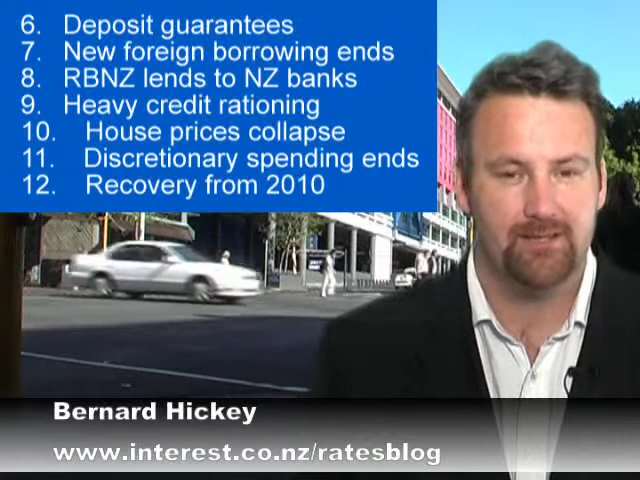 6. Deposit guarantees
7. New foreign borrowing ends
8. RBNZ lends to NZ banks
9. Heavy credit rationing
10. House prices collapse
11. Discretionary spending ends
12. Recovery from 2010
Bernard Hickey
www.interest.co.nz/ratesblog